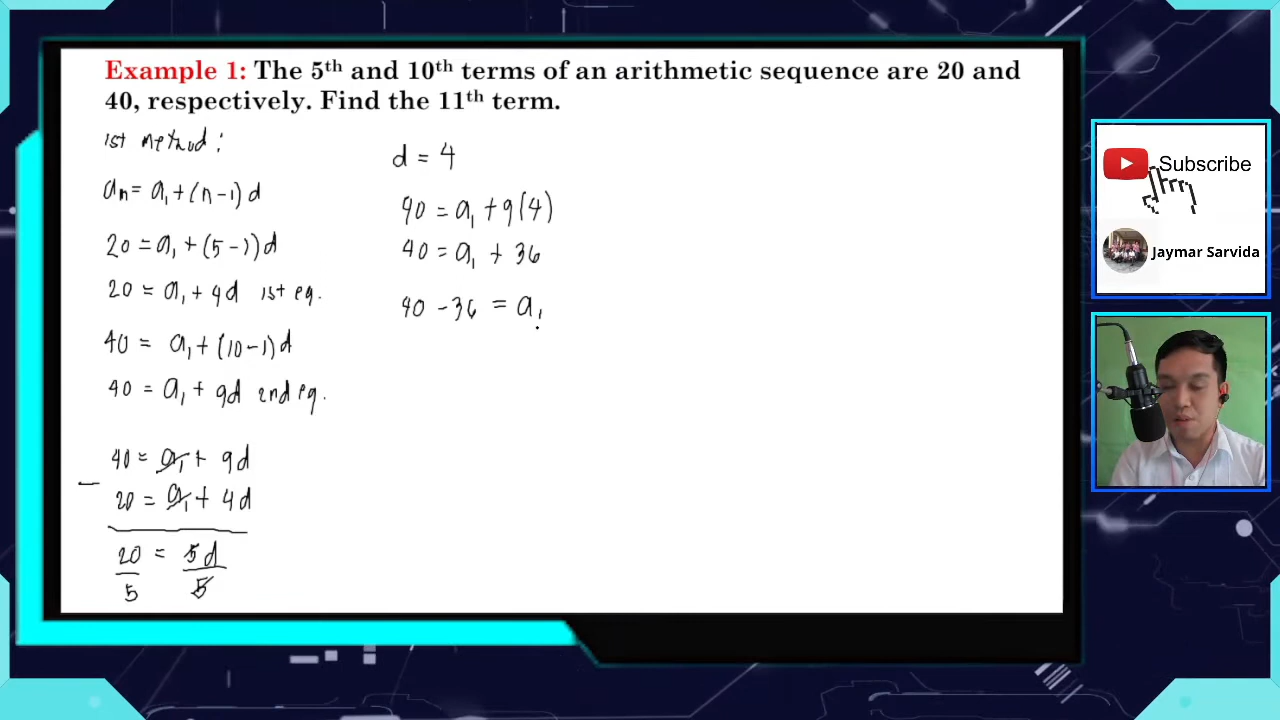 Example 1: The 5th and 10th terms of an arithmetic sequence are 20 and
40, respectively. Find the 11th term.
1st method:
an = a1 + (n-1)d
20 = a1 + (5-1)d
20 = a1 + 4d 1st eq.
40 = a1 + (10-1)d
40 = a1 + 9d 2nd eq.
40 = a1 + 9d
- 20 = a1 + 4d
20 = 5d
5 5
d = 4
40 = a1 + 9(4)
40 = a1 + 36
40 - 36 = a1
Subscribe
Jaymar Sarvida